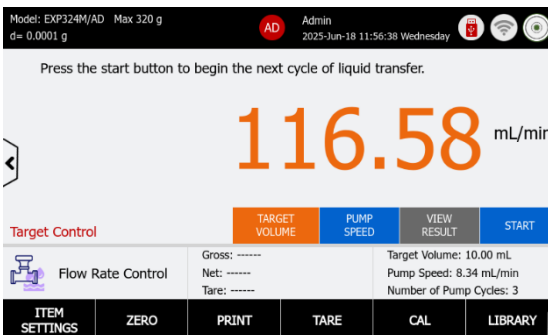 Model: EXP324M/AD Max 320 g
d= 0.0001 g
AD
Admin
2025-Jun-18 11:56:38 Wednesday
Press the start button to begin the next cycle of liquid transfer.
116.58 mL/min
Target Control
TARGET VOLUME
PUMP SPEED
VIEW RESULT
START
Flow Rate Control
Gross: ------
Net: ------
Tare: ------
Target Volume: 10.00 mL
Pump Speed: 8.34 mL/min
Number of Pump Cycles: 3
ITEM SETTINGS
ZERO
PRINT
TARE
CAL
LIBRARY